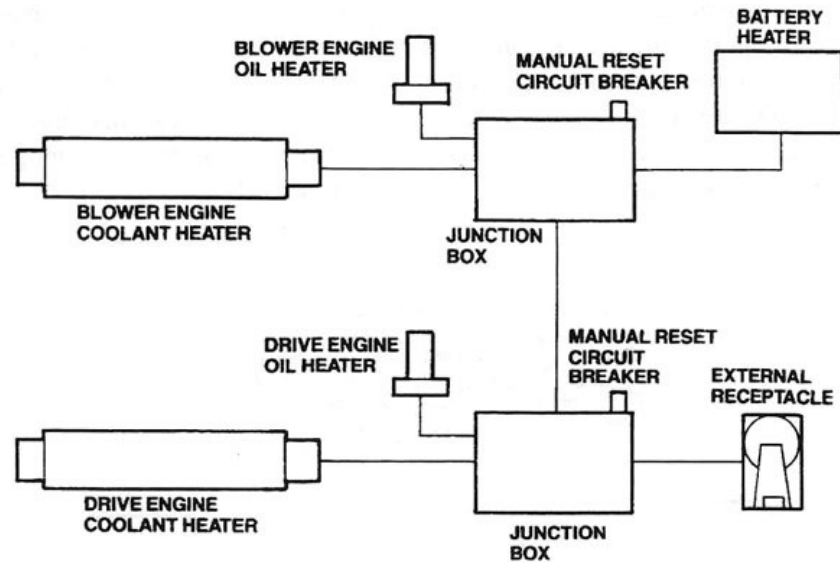 BATTERY
HEATER
BLOWER ENGINE
OIL HEATER
MANUAL RESET
CIRCUIT BREAKER
BLOWER ENGINE
COOLANT HEATER
JUNCTION
BOX
DRIVE ENGINE
OIL HEATER
MANUAL RESET
CIRCUIT
BREAKER
EXTERNAL
RECEPTACLE
DRIVE ENGINE
COOLANT HEATER
JUNCTION
BOX